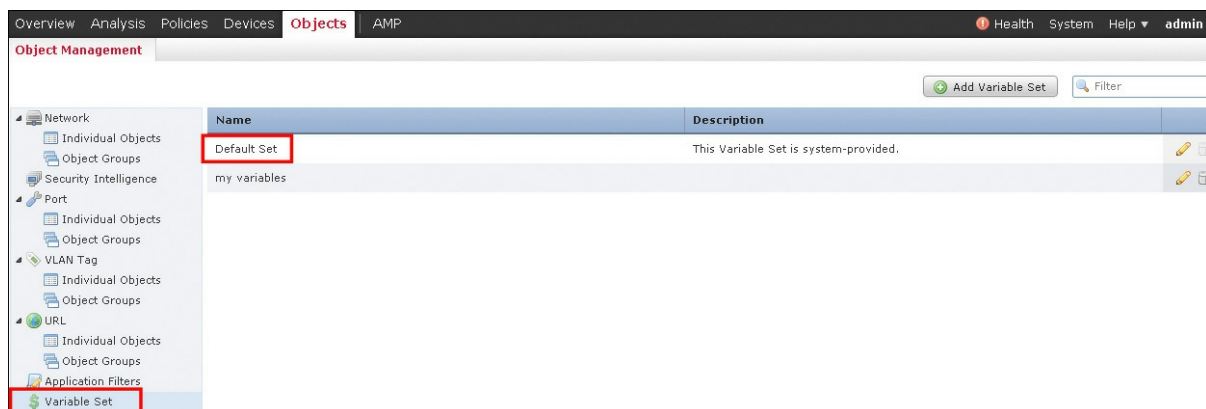 Overview Analysis Policies Devices Objects AMP Health System Help ▾ admin
Object Management
Add Variable Set Filter
Network
Individual Objects
Object Groups
Security Intelligence
Port
Individual Objects
Object Groups
VLAN Tag
Individual Objects
Object Groups
URL
Individual Objects
Object Groups
Application Filters
$ Variable Set
Name Description
Default Set This Variable Set is system-provided.
my variables